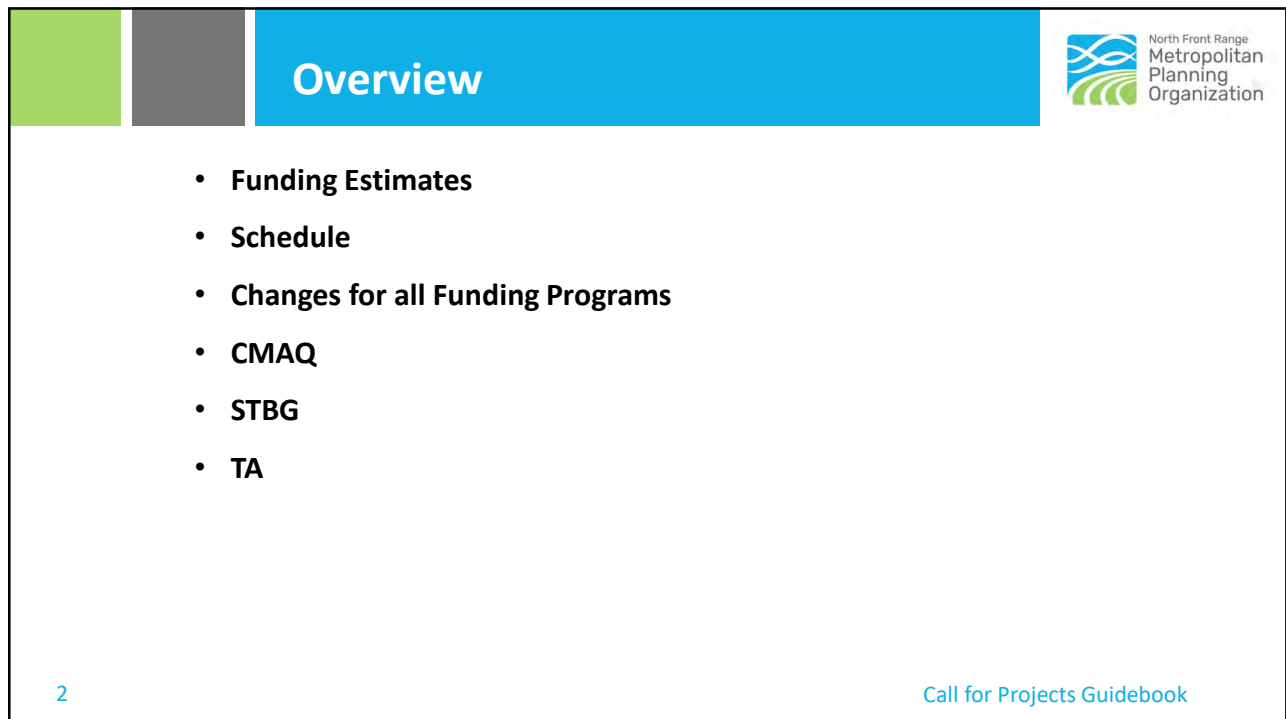 Overview
North Front Range
Metropolitan
Planning
Organization
• Funding Estimates
• Schedule
• Changes for all Funding Programs
• CMAQ
• STBG
• TA
2
Call for Projects Guidebook